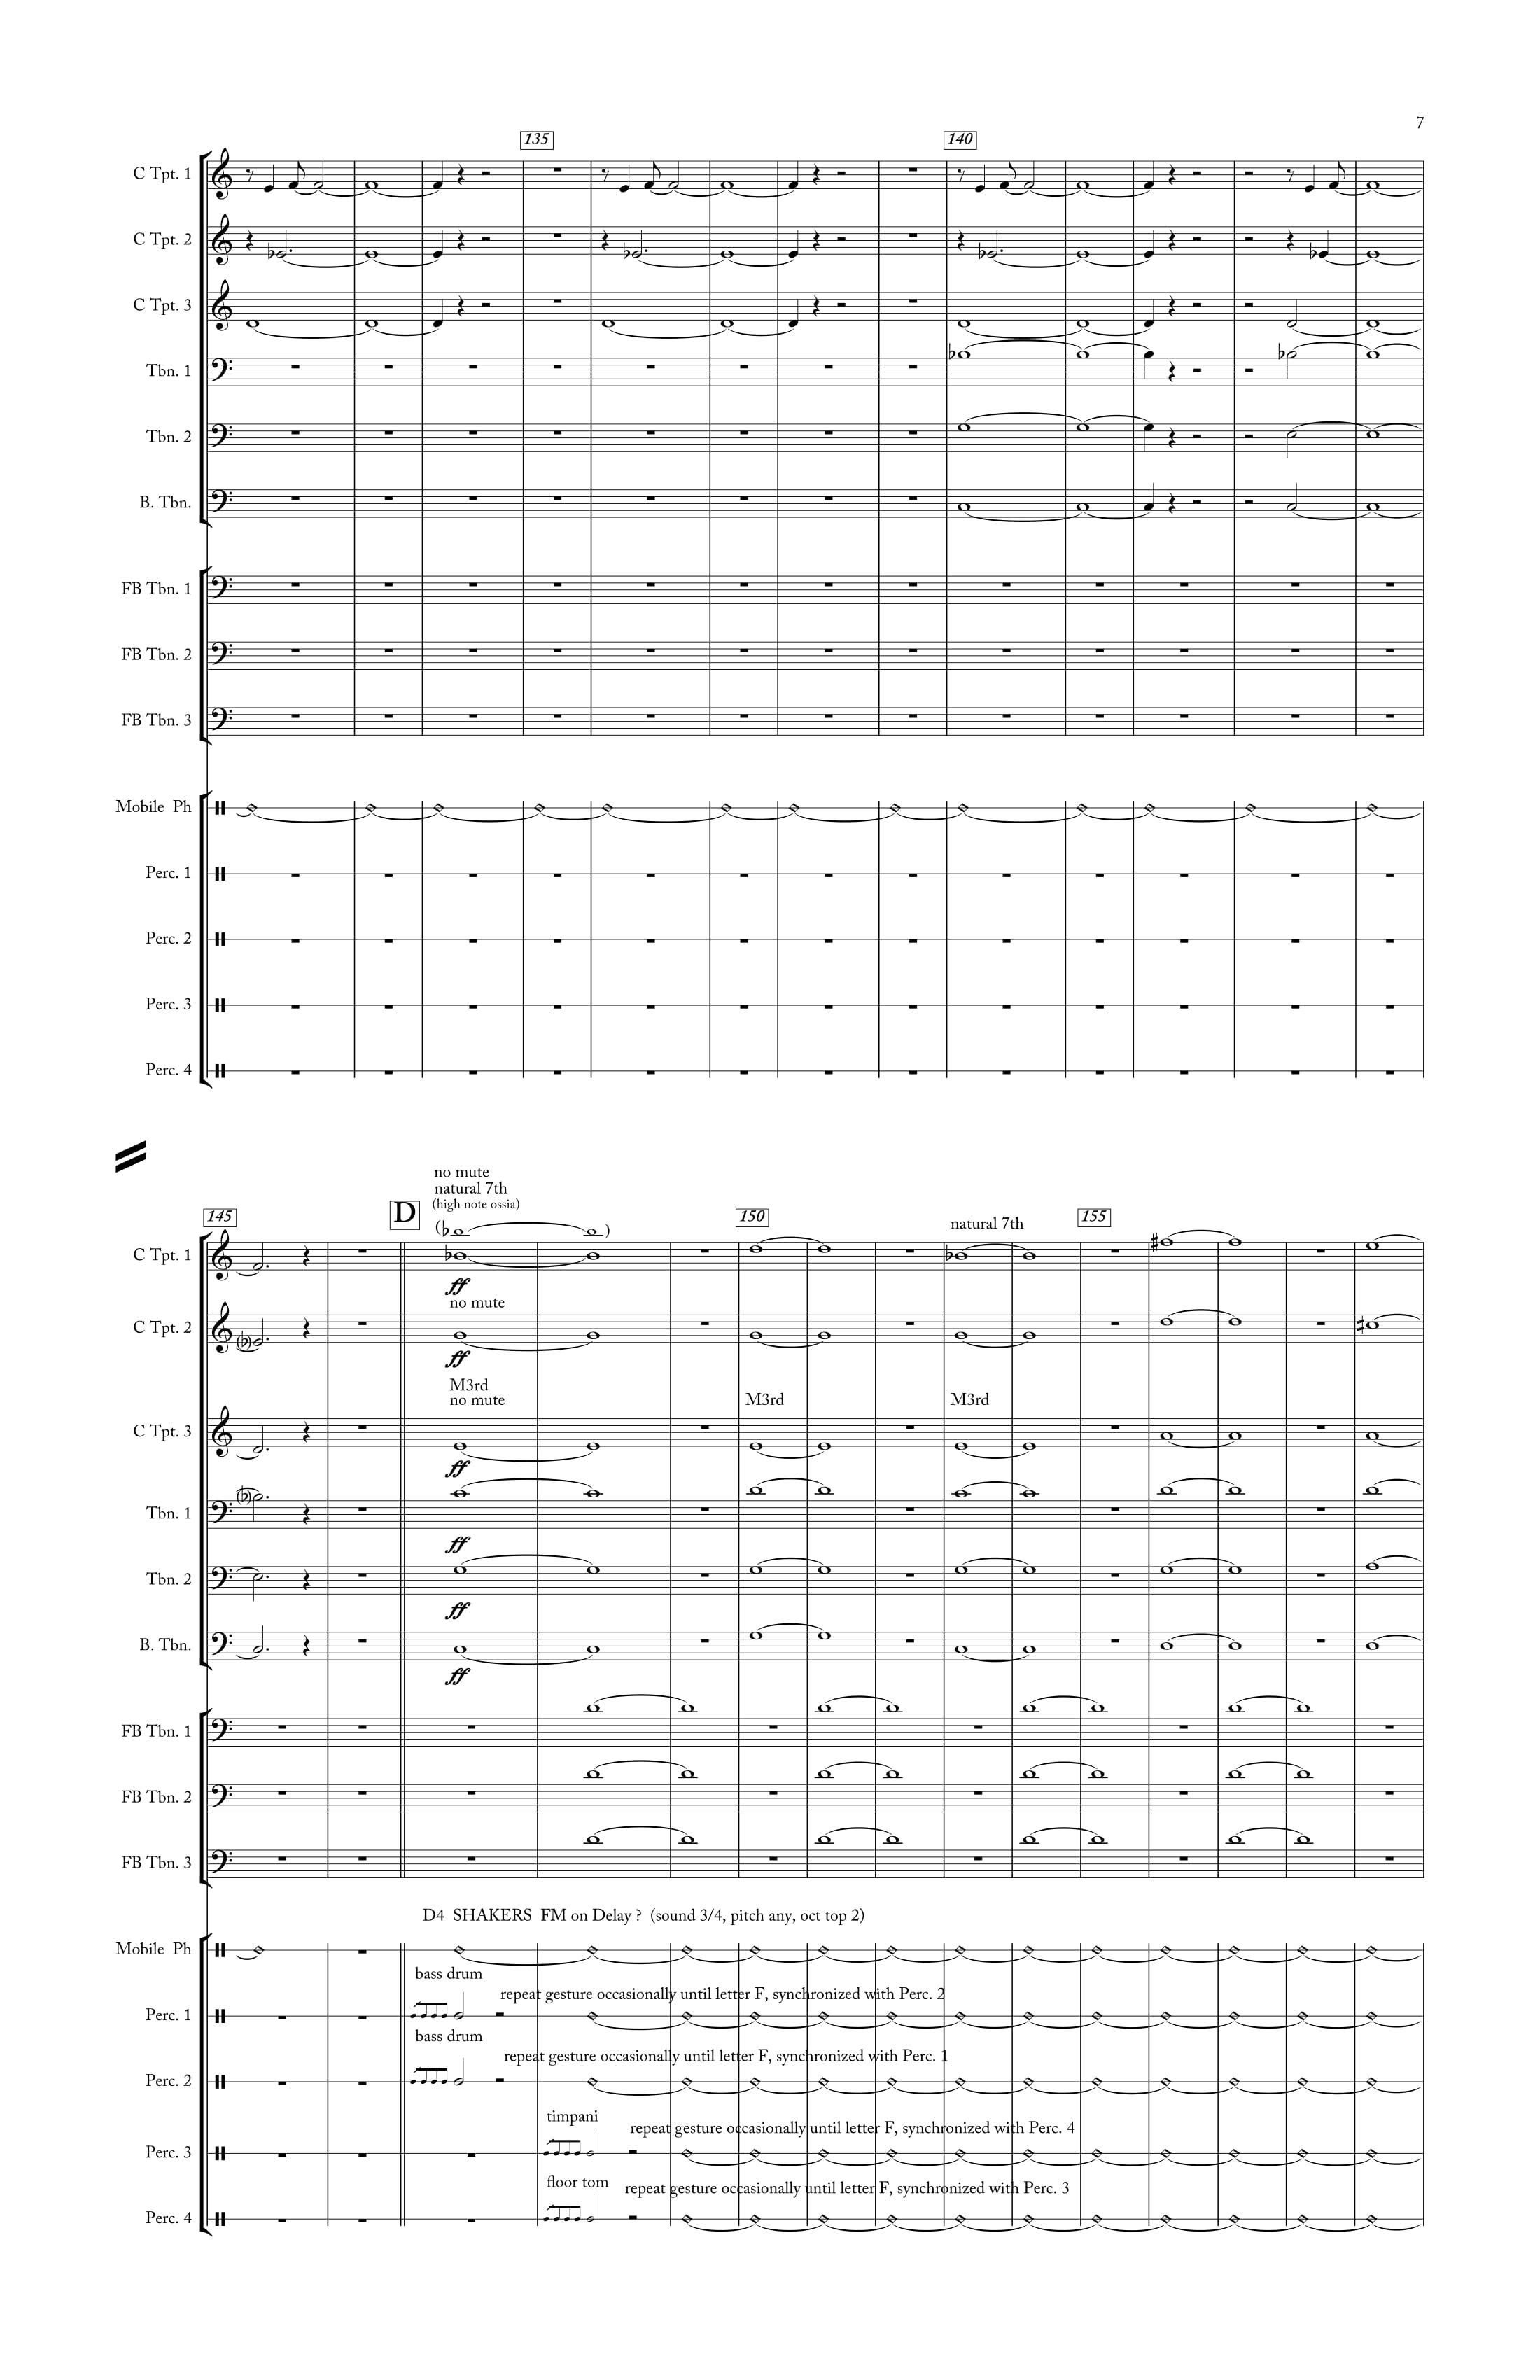 7
135
140
C Tpt. 1
C Tpt. 2
C Tpt. 3
Tbn. 1
Tbn. 2
B. Tbn.
FB Tbn. 1
FB Tbn. 2
FB Tbn. 3
Mobile Ph
Perc. 1
Perc. 2
Perc. 3
Perc. 4
no mute
natural 7th
(high note ossia)
145
D
150
natural 7th
155
C Tpt. 1
ff
no mute
C Tpt. 2
ff
M3rd
no mute
M3rd
M3rd
C Tpt. 3
ff
Tbn. 1
ff
Tbn. 2
ff
B. Tbn.
ff
FB Tbn. 1
FB Tbn. 2
FB Tbn. 3
D4 SHAKERS FM on Delay ? (sound 3/4, pitch any, oct top 2)
Mobile Ph
bass drum
repeat gesture occasionally until letter F, synchronized with Perc. 2
Perc. 1
bass drum
repeat gesture occasionally until letter F, synchronized with Perc. 1
Perc. 2
timpani
repeat gesture occasionally until letter F, synchronized with Perc. 4
Perc. 3
floor tom
repeat gesture occasionally until letter F, synchronized with Perc. 3
Perc. 4